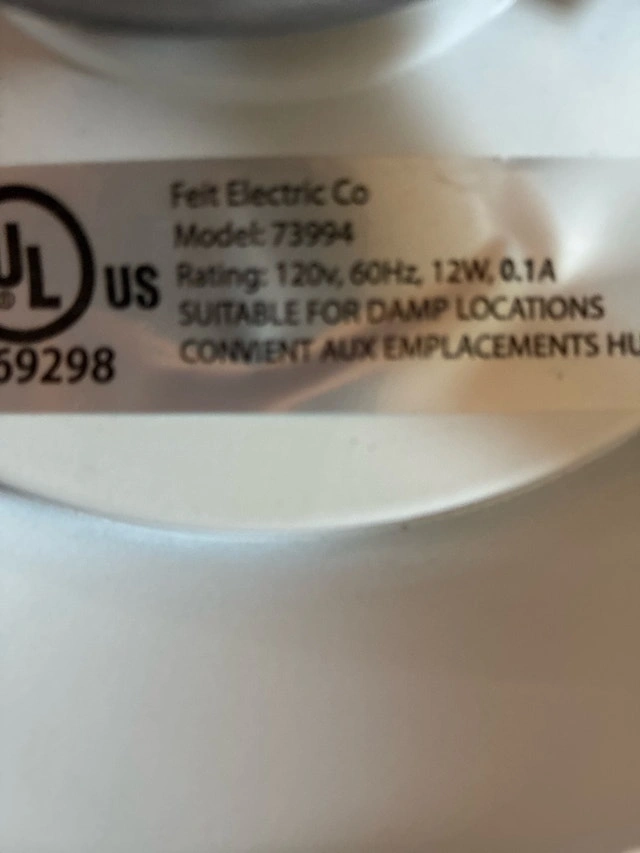 UL US
®
69298
Feit Electric Co
Model: 73994
Rating: 120v, 60Hz, 12W, 0.1A
SUITABLE FOR DAMP LOCATIONS
CONVIENT AUX EMPLACEMENTS HU